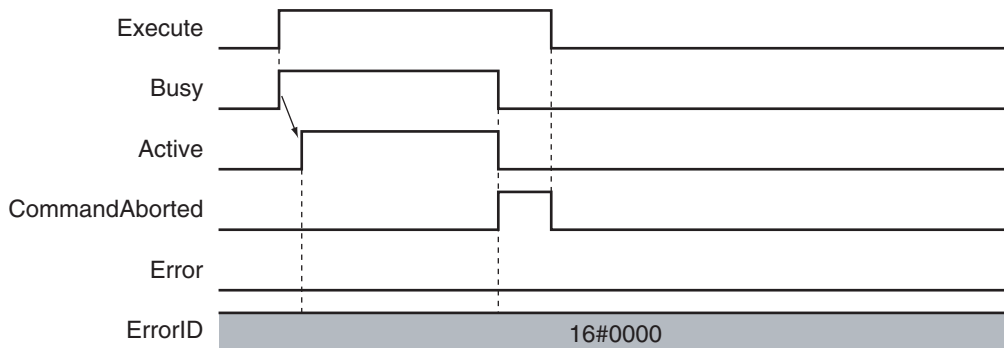 Execute
Busy
Active
CommandAborted
Error
ErrorID 16#0000